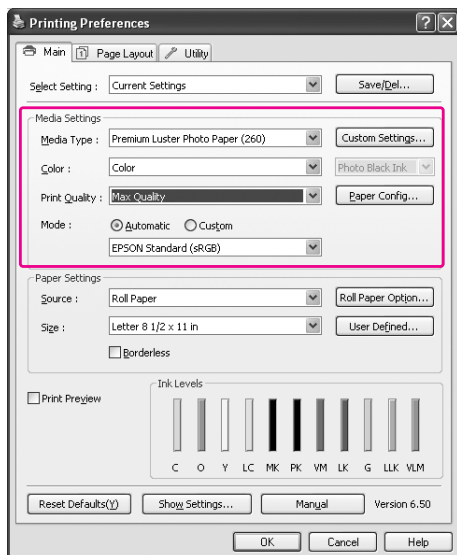 Printing Preferences
Main Page Layout Utility
Select Setting : Current Settings Save/Del...
Media Settings
Media Type : Premium Luster Photo Paper (260) Custom Settings...
Color : Color Photo Black Ink
Print Quality : Max Quality Paper Config...
Mode : Automatic Custom
EPSON Standard (sRGB)
Paper Settings
Source : Roll Paper Roll Paper Option...
Size : Letter 8 1/2 x 11 in User Defined...
Borderless
Print Preview Ink Levels
C O Y LC MK PK VM LK G LLK VLM
Reset Defaults(Y) Show Settings... Manual Version 6.50
OK Cancel Help